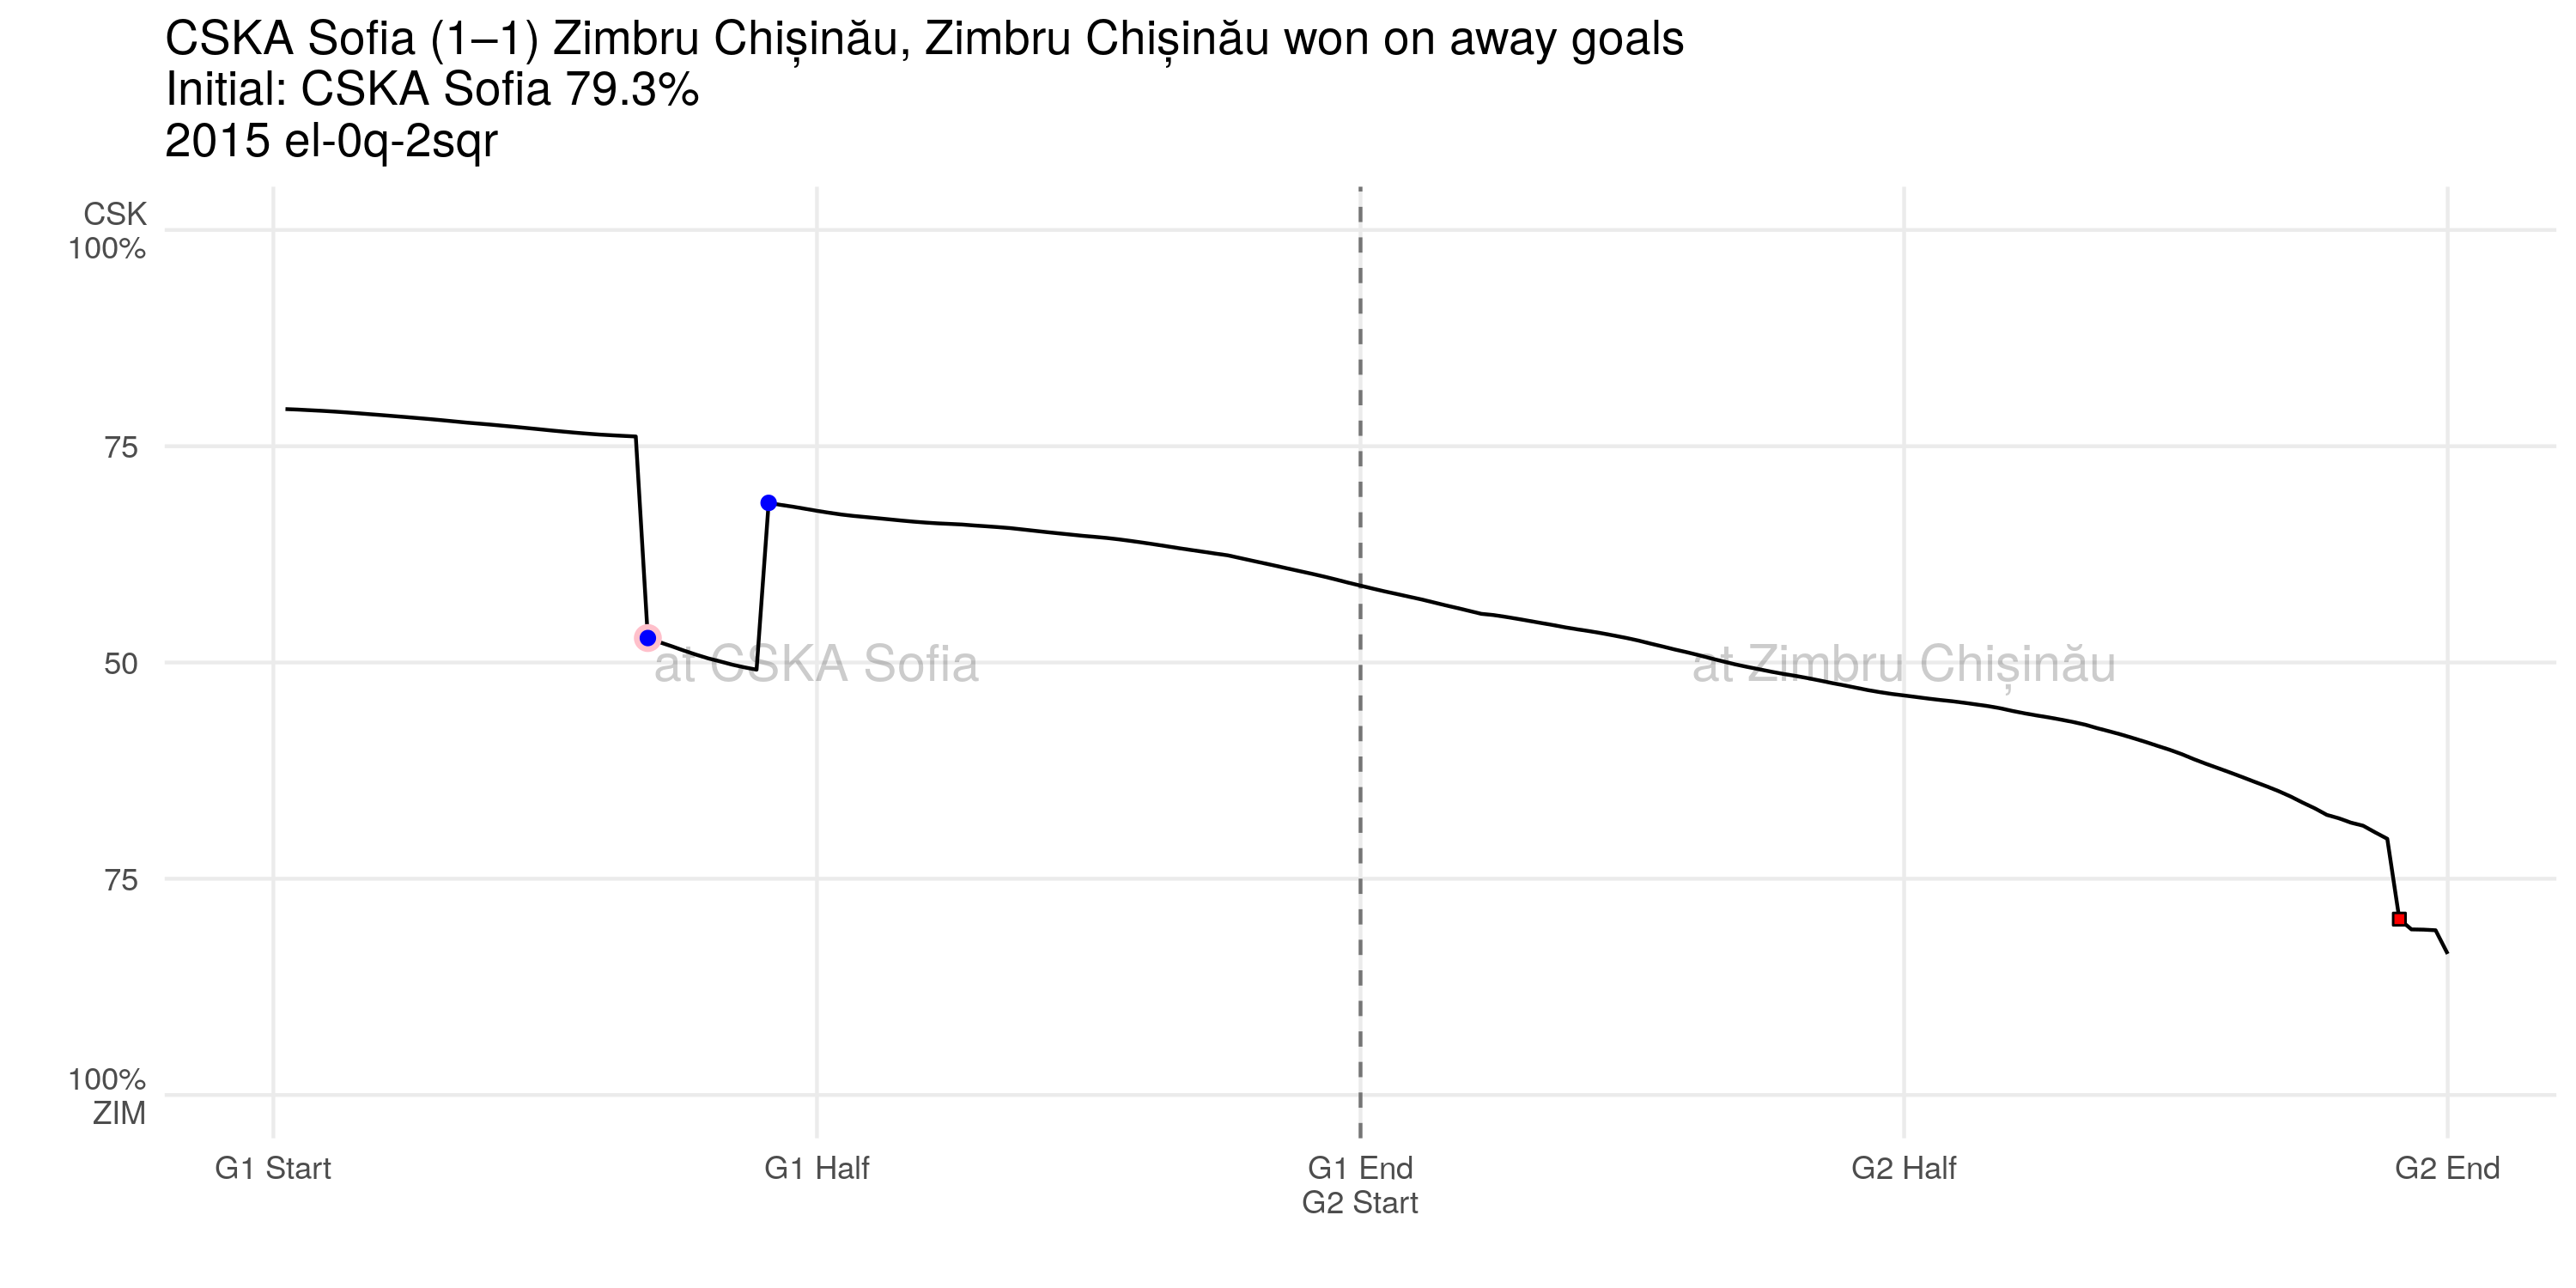 CSKA Sofia (1–1) Zimbru Chișinău, Zimbru Chișinău won on away goals
Initial: CSKA Sofia 79.3%
2015 el-0q-2sqr
CSK
100%
75
50
75
100%
ZIM
at CSKA Sofia
at Zimbru Chișinău
G1 Start
G1 Half
G1 End
G2 Start
G2 Half
G2 End